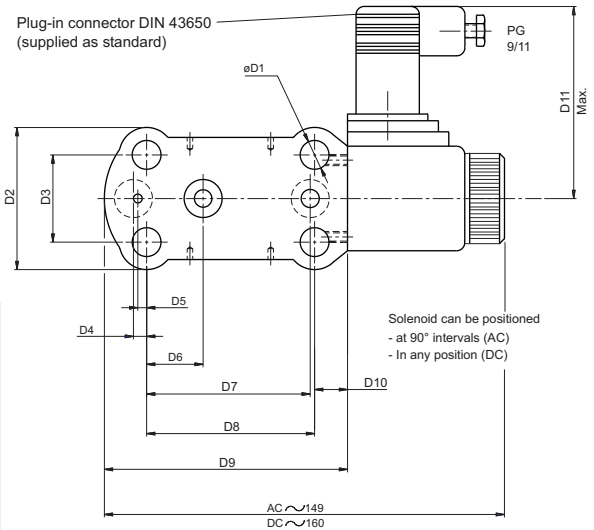 Plug-in connector DIN 43650
(supplied as standard)
PG
9/11
øD1
D11
Max.
D2
D3
D5
D4
D6
Solenoid can be positioned
- at 90° intervals (AC)
- In any position (DC)
D7
D10
D8
D9
AC ~149
DC ~160